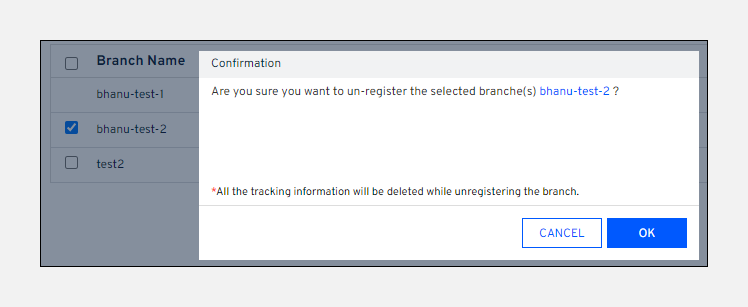 Branch Name
Confirmation
bhanu-test-1
Are you sure you want to un-register the selected branche(s) bhanu-test-2 ?
bhanu-test-2
test2
*All the tracking information will be deleted while unregistering the branch.
CANCEL
OK